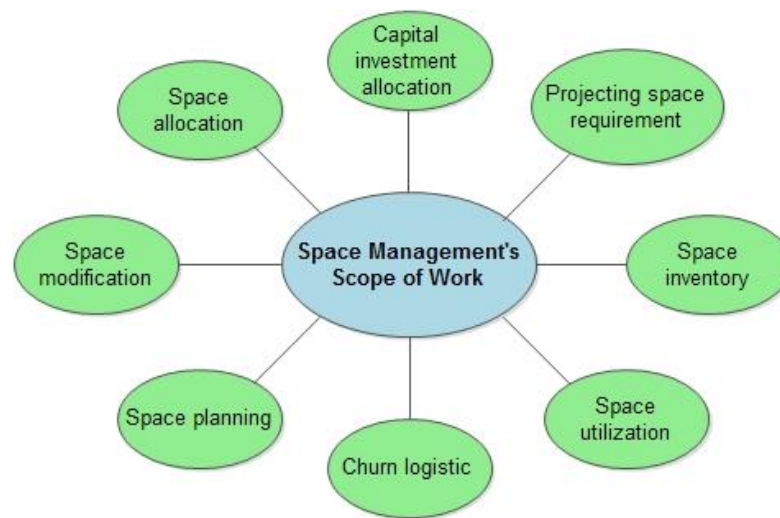 Capital
investment
allocation
Projecting space
requirement
Space
inventory
Space
utilization
Churn logistic
Space planning
Space
modification
Space
allocation
Space Management's
Scope of Work